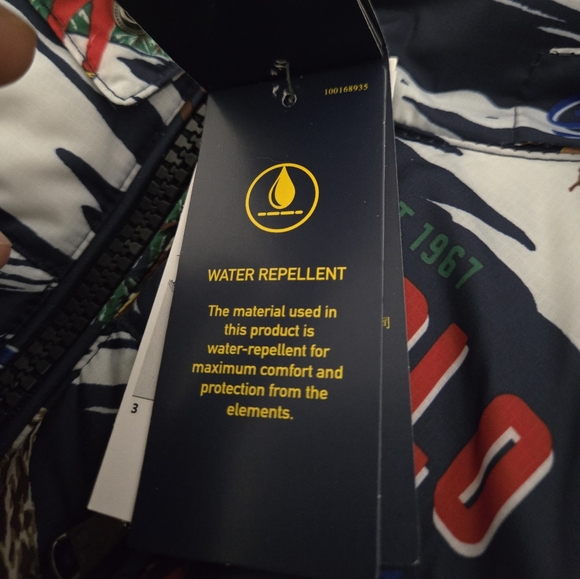 100168935
WATER REPELLENT
The material used in
this product is
water-repellent for
maximum comfort and
protection from the
elements.
3
1967
LO